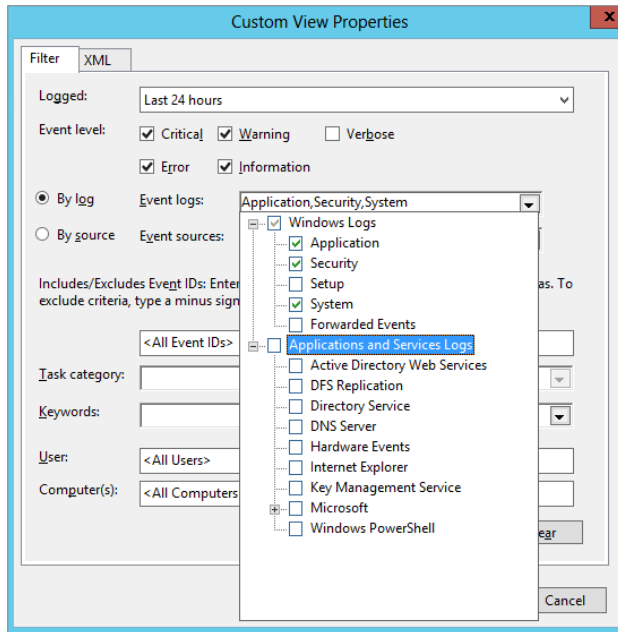 Custom View Properties
x
Filter XML
Logged: Last 24 hours
Event level: Critical Warning Verbose
Error Information
By log Event logs: Application,Security,System
Windows Logs
By source Event sources: Application
Security
Includes/Excludes Event IDs: Enter Setup as. To
exclude criteria, type a minus sign System
Forwarded Events
<All Event IDs> Applications and Services Logs
Active Directory Web Services
Task category: DFS Replication
Directory Service
Keywords: DNS Server
Hardware Events
User: <All Users> Internet Explorer
Computer(s): <All Computers Key Management Service
Microsoft
Windows PowerShell ear
Cancel